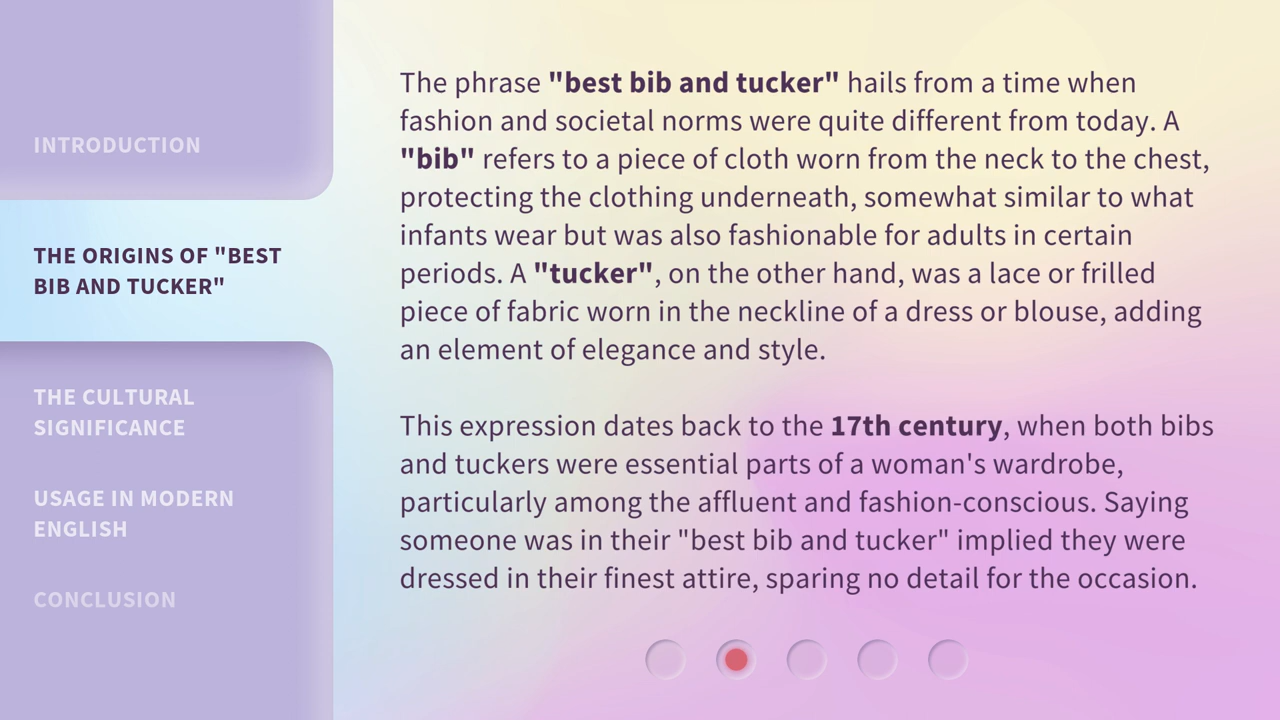 INTRODUCTION
THE ORIGINS OF "BEST
BIB AND TUCKER"
THE CULTURAL
SIGNIFICANCE
USAGE IN MODERN
ENGLISH
CONCLUSION
The phrase "best bib and tucker" hails from a time when
fashion and societal norms were quite different from today. A
"bib" refers to a piece of cloth worn from the neck to the chest,
protecting the clothing underneath, somewhat similar to what
infants wear but was also fashionable for adults in certain
periods. A "tucker", on the other hand, was a lace or frilled
piece of fabric worn in the neckline of a dress or blouse, adding
an element of elegance and style.
This expression dates back to the 17th century, when both bibs
and tuckers were essential parts of a woman's wardrobe,
particularly among the affluent and fashion-conscious. Saying
someone was in their "best bib and tucker" implied they were
dressed in their finest attire, sparing no detail for the occasion.